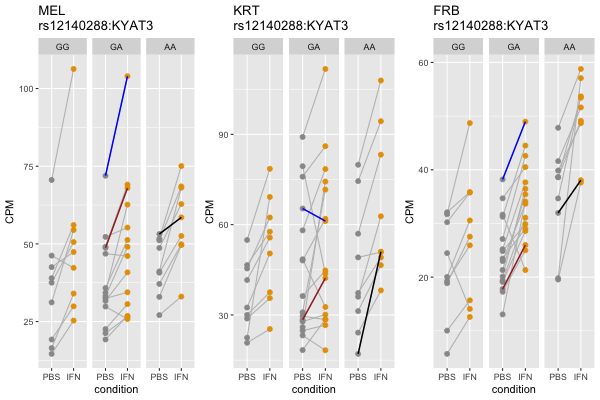 MEL
rs12140288:KYAT3
GG GA AA
CPM
100
75
50
25
PBS IFN PBS IFN PBS IFN
condition
KRT
rs12140288:KYAT3
GG GA AA
CPM
90
60
30
PBS IFN PBS IFN PBS IFN
condition
FRB
rs12140288:KYAT3
GG GA AA
CPM
60
40
20
PBS IFN PBS IFN PBS IFN
condition